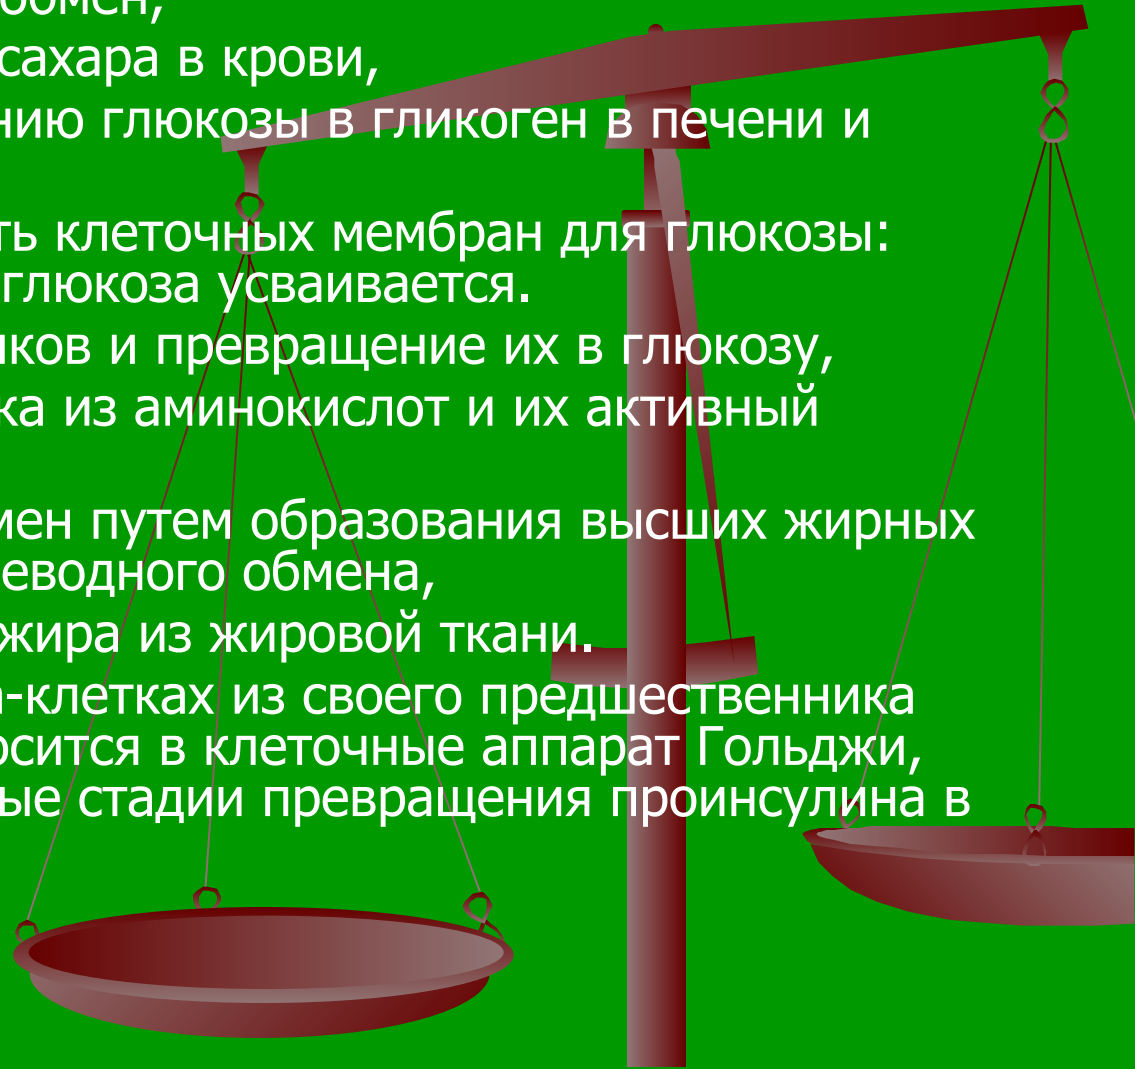 обмен,
сахара в крови,
нию глюкозы в гликоген в печени и
ть клеточных мембран для глюкозы:
глюкоза усваивается.
ков и превращение их в глюкозу,
ка из аминокислот и их активный
мен путем образования высших жирных
еводного обмена,
жира из жировой ткани.
а-клетках из своего предшественника
осится в клеточные аппарат Гольджи,
ые стадии превращения проинсулина в